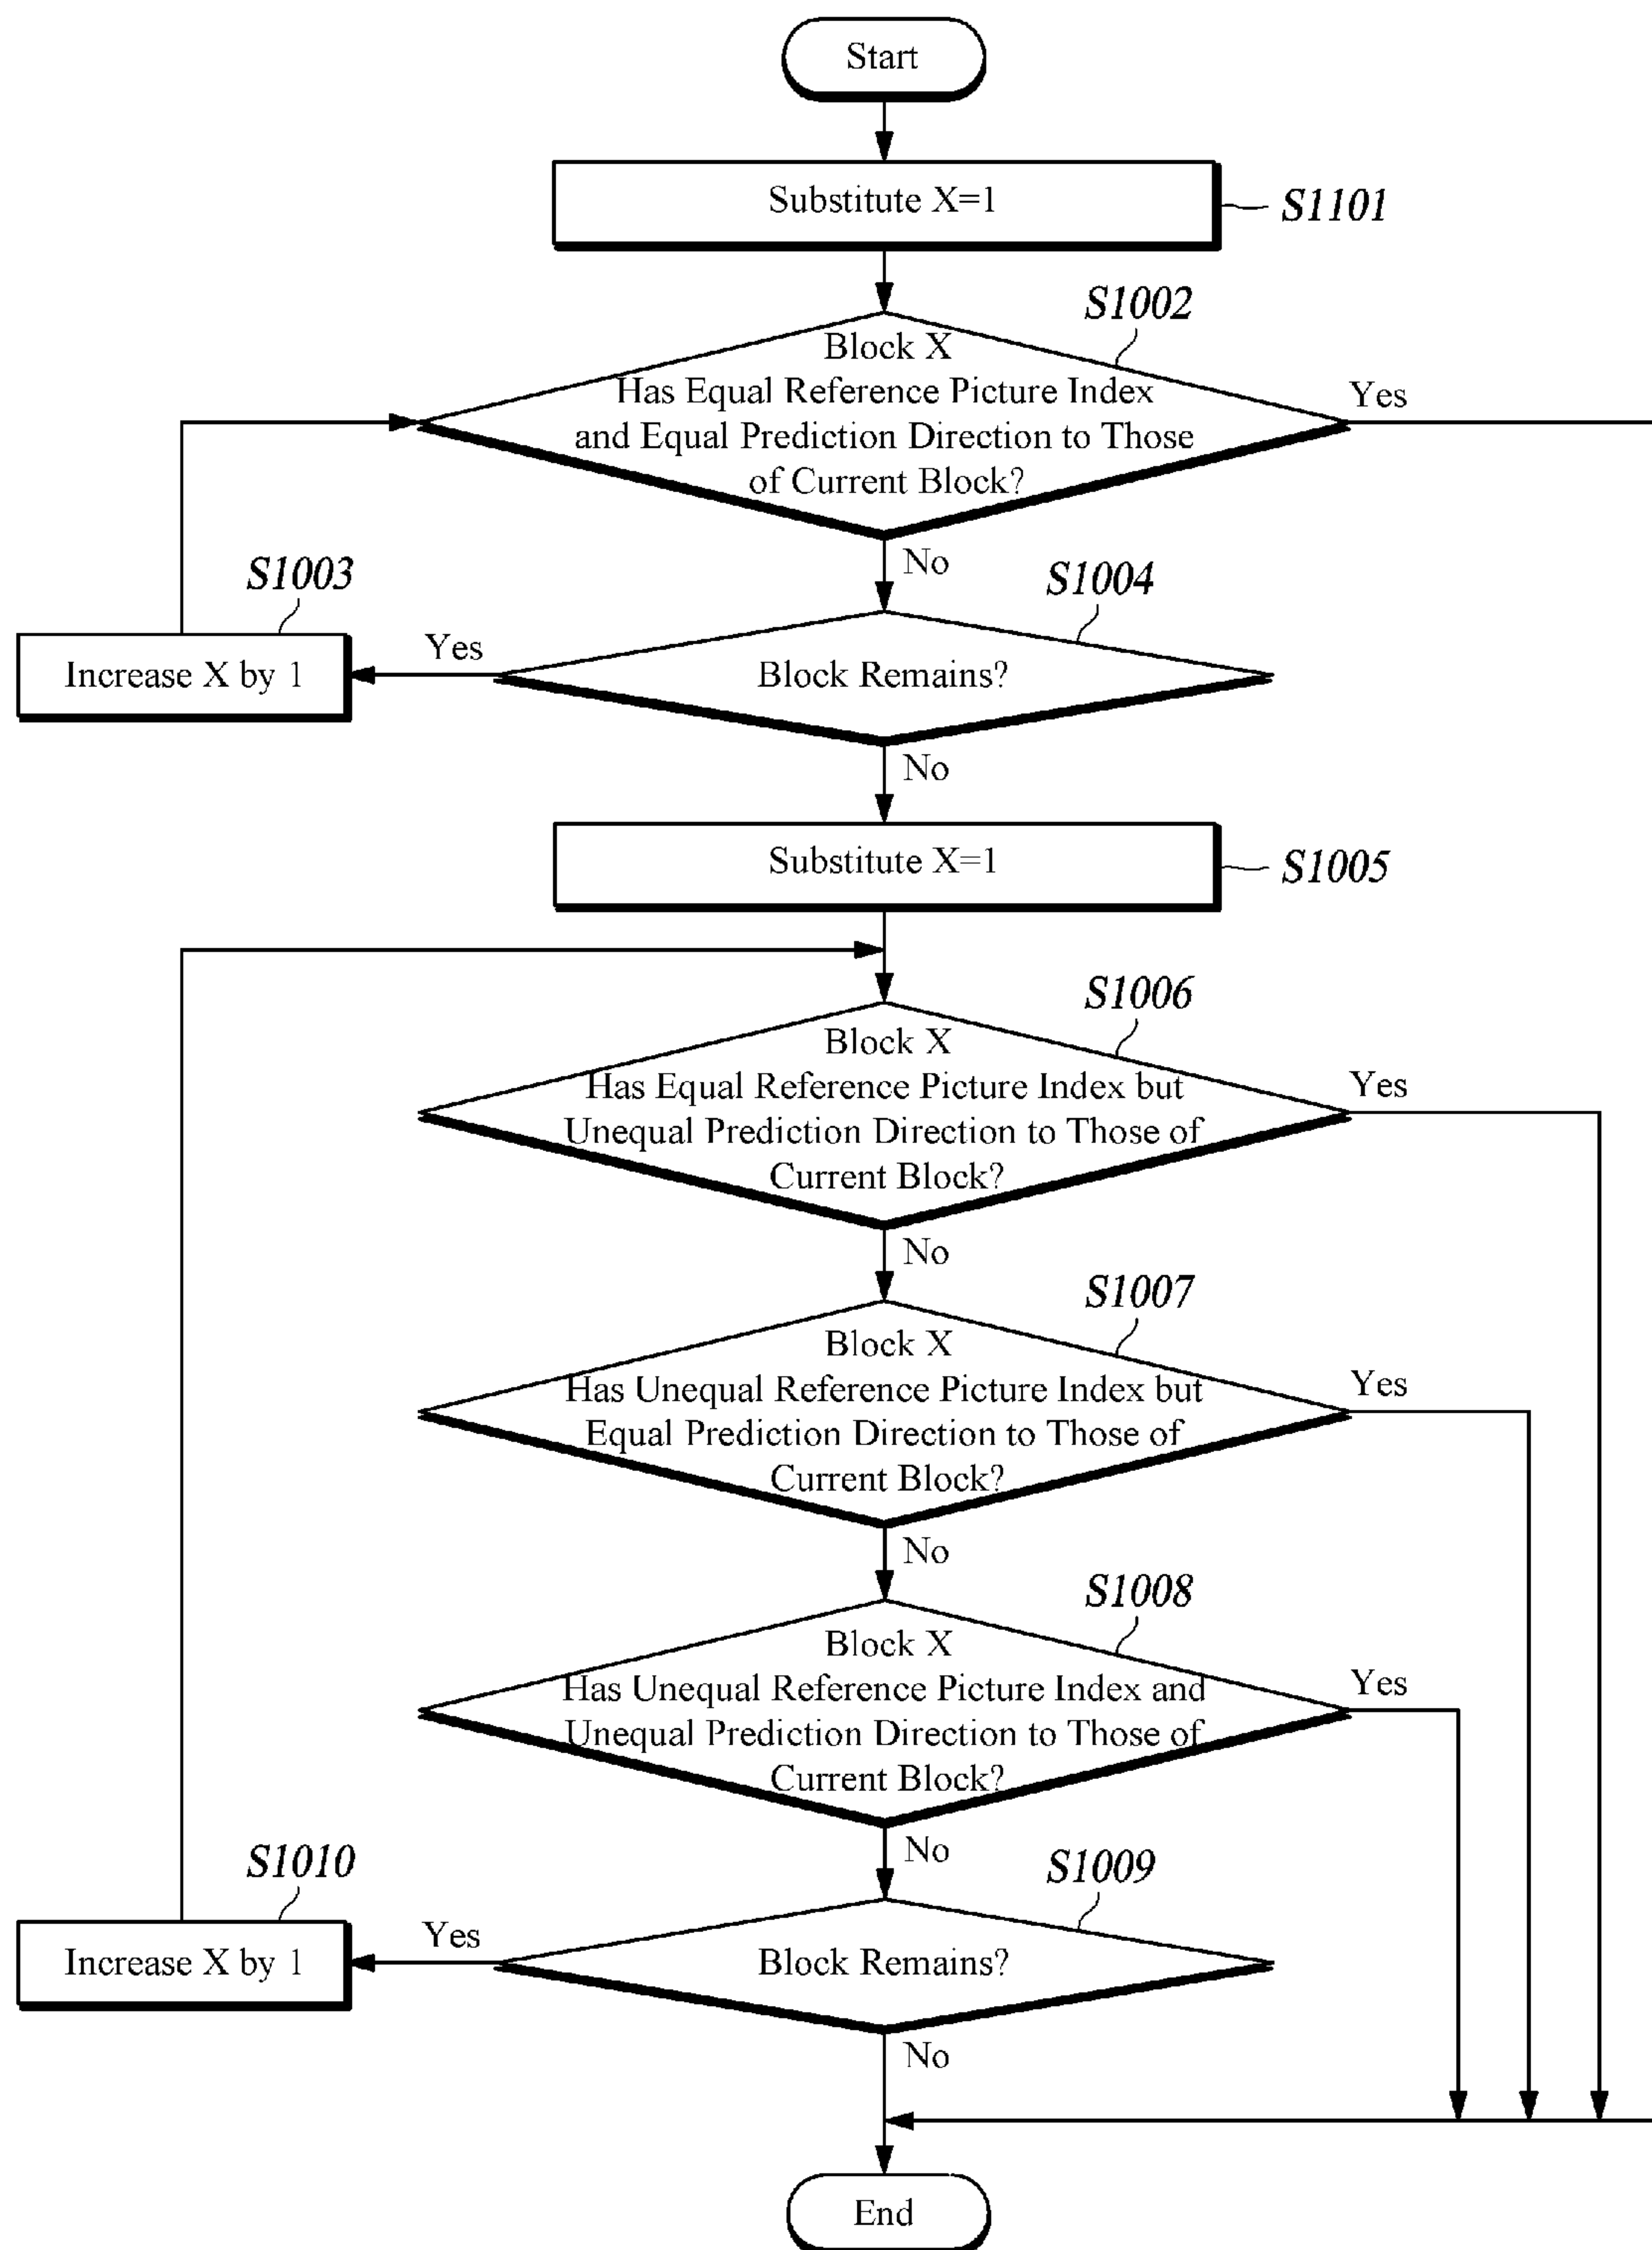 Start
Substitute X=1
S1101
S1002
Block X
Has Equal Reference Picture Index
and Equal Prediction Direction to Those
of Current Block?
Yes
No
S1003
Increase X by 1
Yes
S1004
Block Remains?
No
Substitute X=1
S1005
S1006
Block X
Has Equal Reference Picture Index but
Unequal Prediction Direction to Those of
Current Block?
Yes
No
S1007
Block X
Has Unequal Reference Picture Index but
Equal Prediction Direction to Those of
Current Block?
Yes
No
S1008
Block X
Has Unequal Reference Picture Index and
Unequal Prediction Direction to Those of
Current Block?
Yes
No
S1010
Increase X by 1
Yes
S1009
Block Remains?
No
End